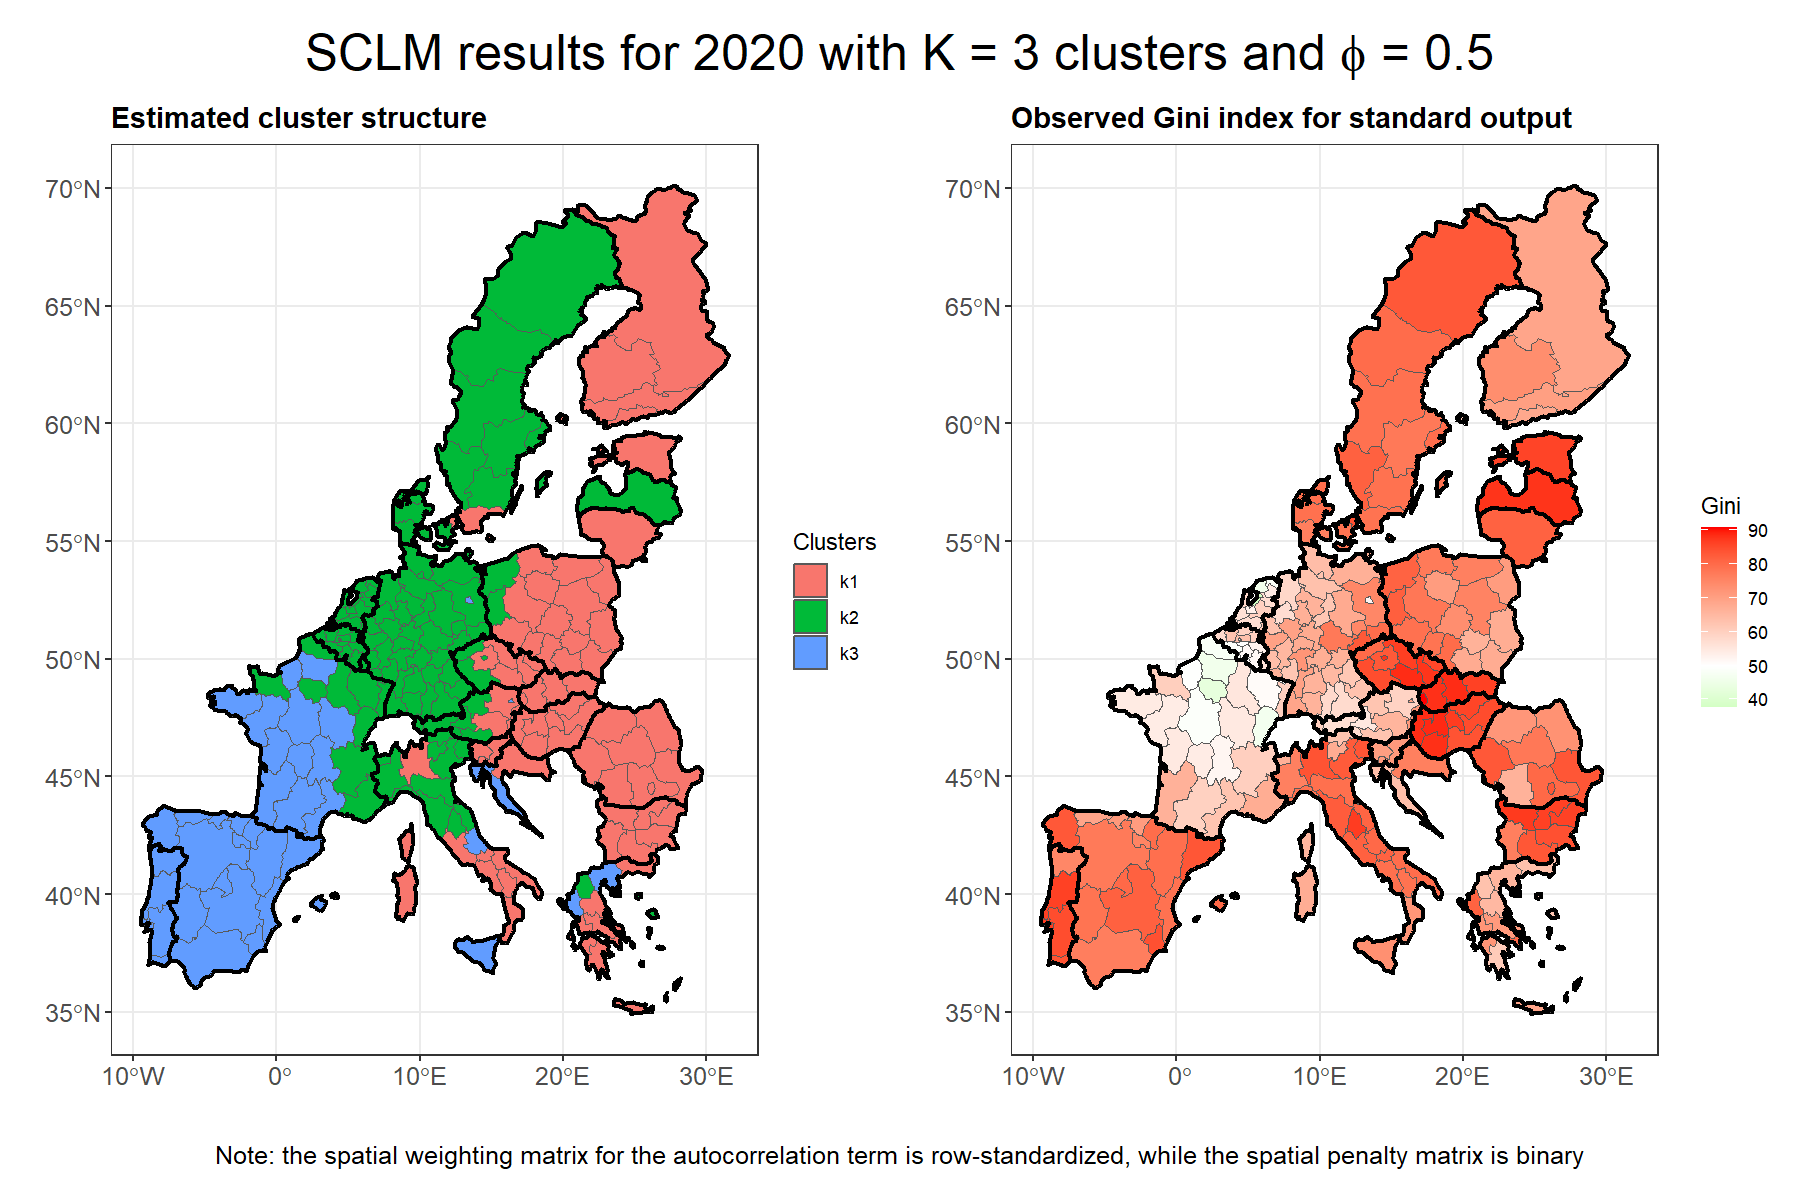 SCLM results for 2020 with K = 3 clusters and ϕ = 0.5
Estimated cluster structure
70°N
65°N
60°N
55°N
50°N
45°N
40°N
35°N
10°W 0° 10°E 20°E 30°E
Clusters
k1
k2
k3
Observed Gini index for standard output
70°N
65°N
60°N
55°N
50°N
45°N
40°N
35°N
10°W 0° 10°E 20°E 30°E
Gini
90
80
70
60
50
40
Note: the spatial weighting matrix for the autocorrelation term is row-standardized, while the spatial penalty matrix is binary